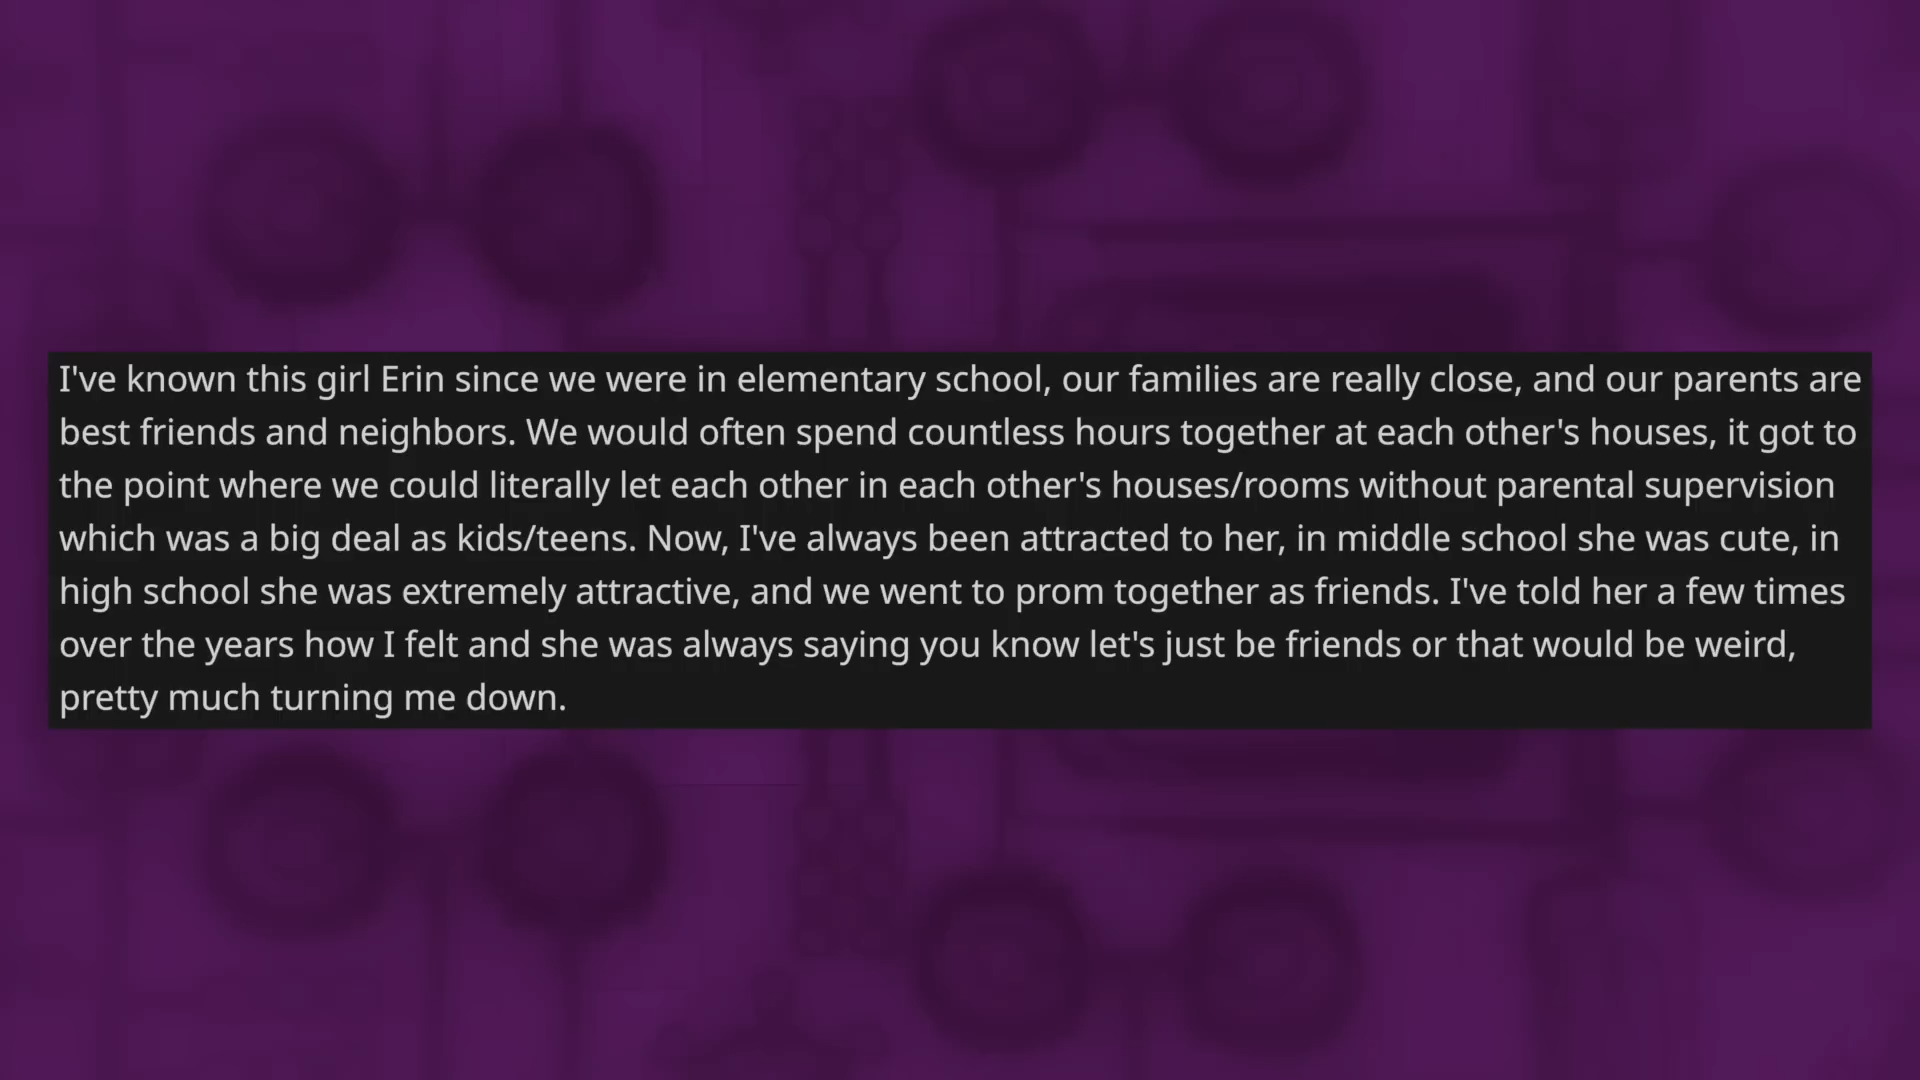 I've known this girl Erin since we were in elementary school, our families are really close, and our parents are
best friends and neighbors. We would often spend countless hours together at each other's houses, it got to
the point where we could literally let each other in each other's houses/rooms without parental supervision
which was a big deal as kids/teens. Now, I've always been attracted to her, in middle school she was cute, in
high school she was extremely attractive, and we went to prom together as friends. I've told her a few times
over the years how I felt and she was always saying you know let's just be friends or that would be weird,
pretty much turning me down.